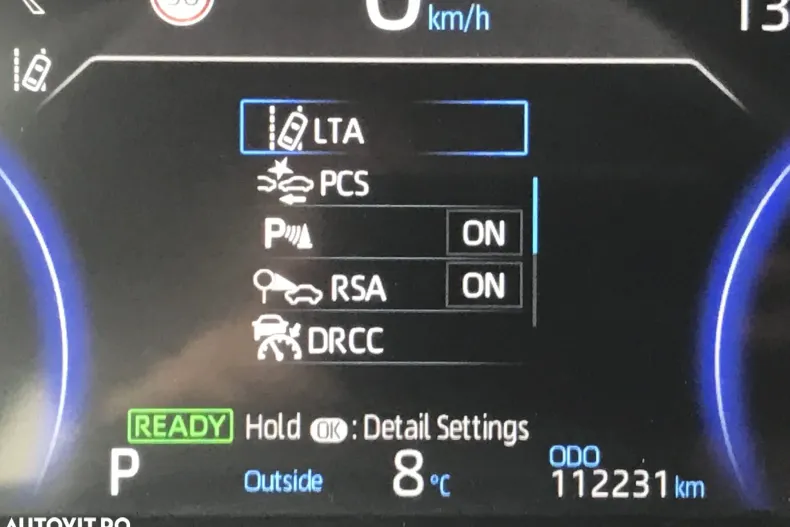 0 km/h
LTA
PCS
P ON
RSA ON
DRCC
READY Hold OK : Detail Settings
P Outside 8 °C ODO 112231 km
AUTOVIT.RO